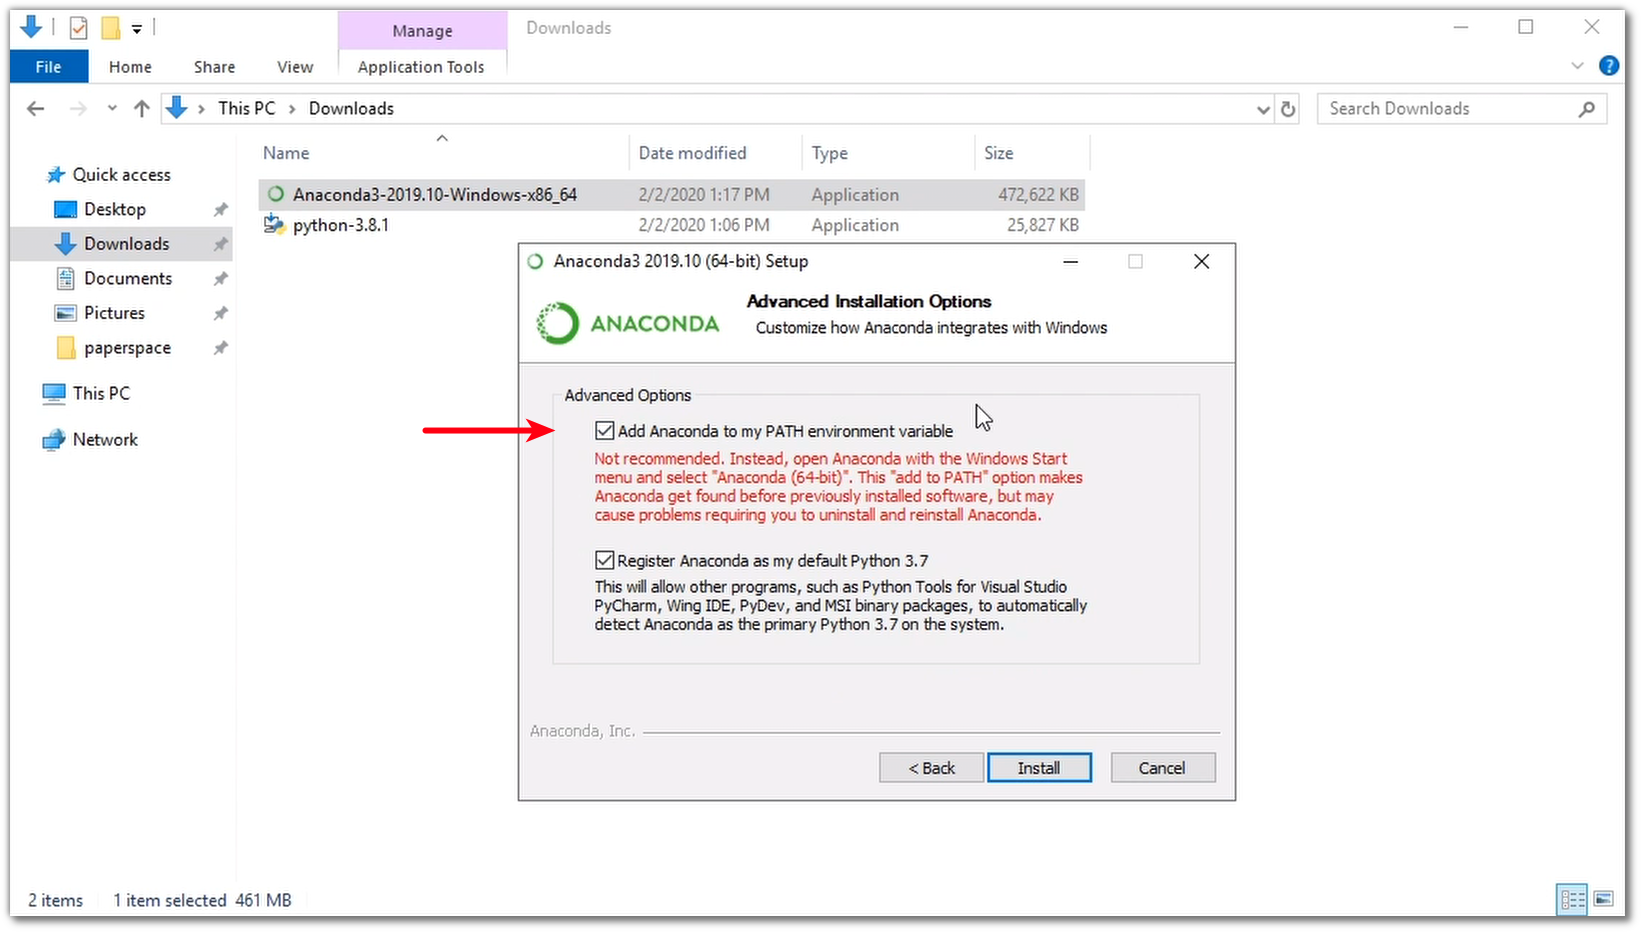 Manage
Downloads
File
Home
Share
View
Application Tools
?
This PC
Downloads
Search Downloads
Name
Date modified
Type
Size
Quick access
Desktop
Downloads
Documents
Pictures
paperspace
This PC
Network
Anaconda3-2019.10-Windows-x86_64
2/2/2020 1:17 PM
Application
472,622 KB
python-3.8.1
2/2/2020 1:06 PM
Application
25,827 KB
Anaconda3 2019.10 (64-bit) Setup
ANACONDA
Advanced Installation Options
Customize how Anaconda integrates with Windows
Advanced Options
Add Anaconda to my PATH environment variable
Not recommended. Instead, open Anaconda with the Windows Start
menu and select "Anaconda (64-bit)". This "add to PATH" option makes
Anaconda get found before previously installed software, but may
cause problems requiring you to uninstall and reinstall Anaconda.
Register Anaconda as my default Python 3.7
This will allow other programs, such as Python Tools for Visual Studio
PyCharm, Wing IDE, PyDev, and MSI binary packages, to automatically
detect Anaconda as the primary Python 3.7 on the system.
Anaconda, Inc.
< Back
Install
Cancel
2 items
1 item selected 461 MB